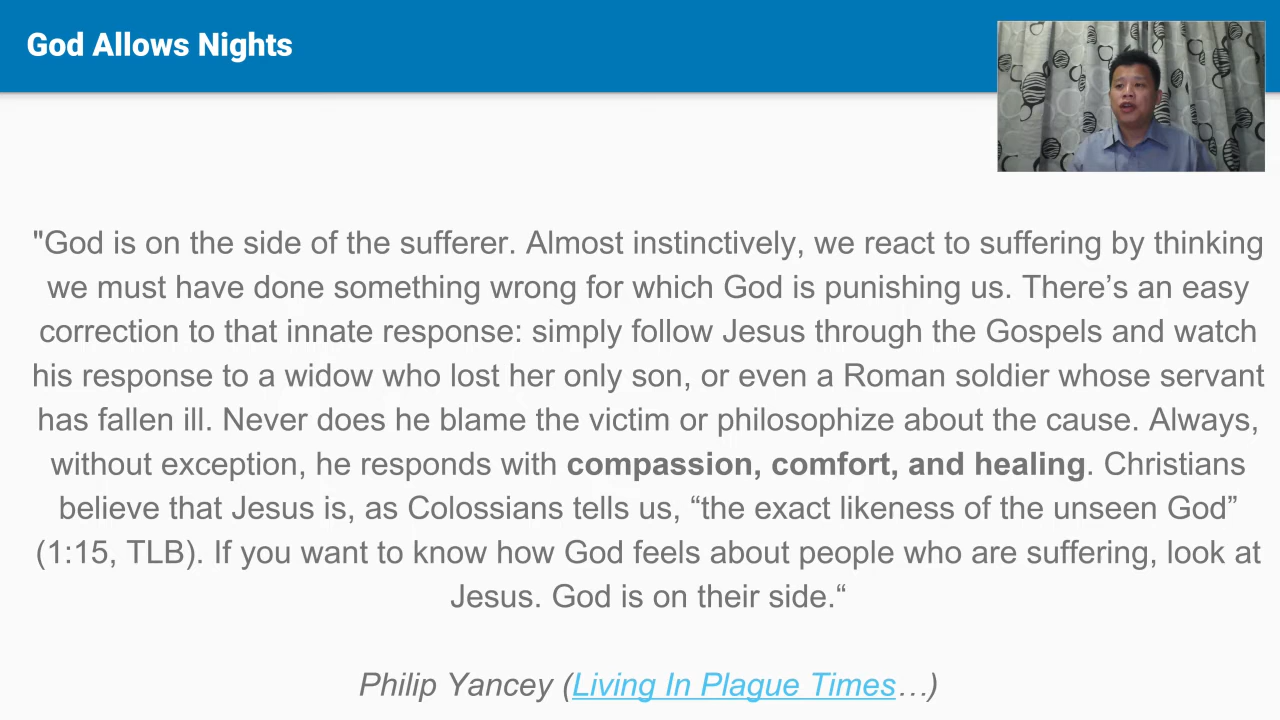 God Allows Nights
"God is on the side of the sufferer. Almost instinctively, we react to suffering by thinking
we must have done something wrong for which God is punishing us. There’s an easy
correction to that innate response: simply follow Jesus through the Gospels and watch
his response to a widow who lost her only son, or even a Roman soldier whose servant
has fallen ill. Never does he blame the victim or philosophize about the cause. Always,
without exception, he responds with compassion, comfort, and healing. Christians
believe that Jesus is, as Colossians tells us, “the exact likeness of the unseen God”
(1:15, TLB). If you want to know how God feels about people who are suffering, look at
Jesus. God is on their side.“
Philip Yancey (Living In Plague Times…)